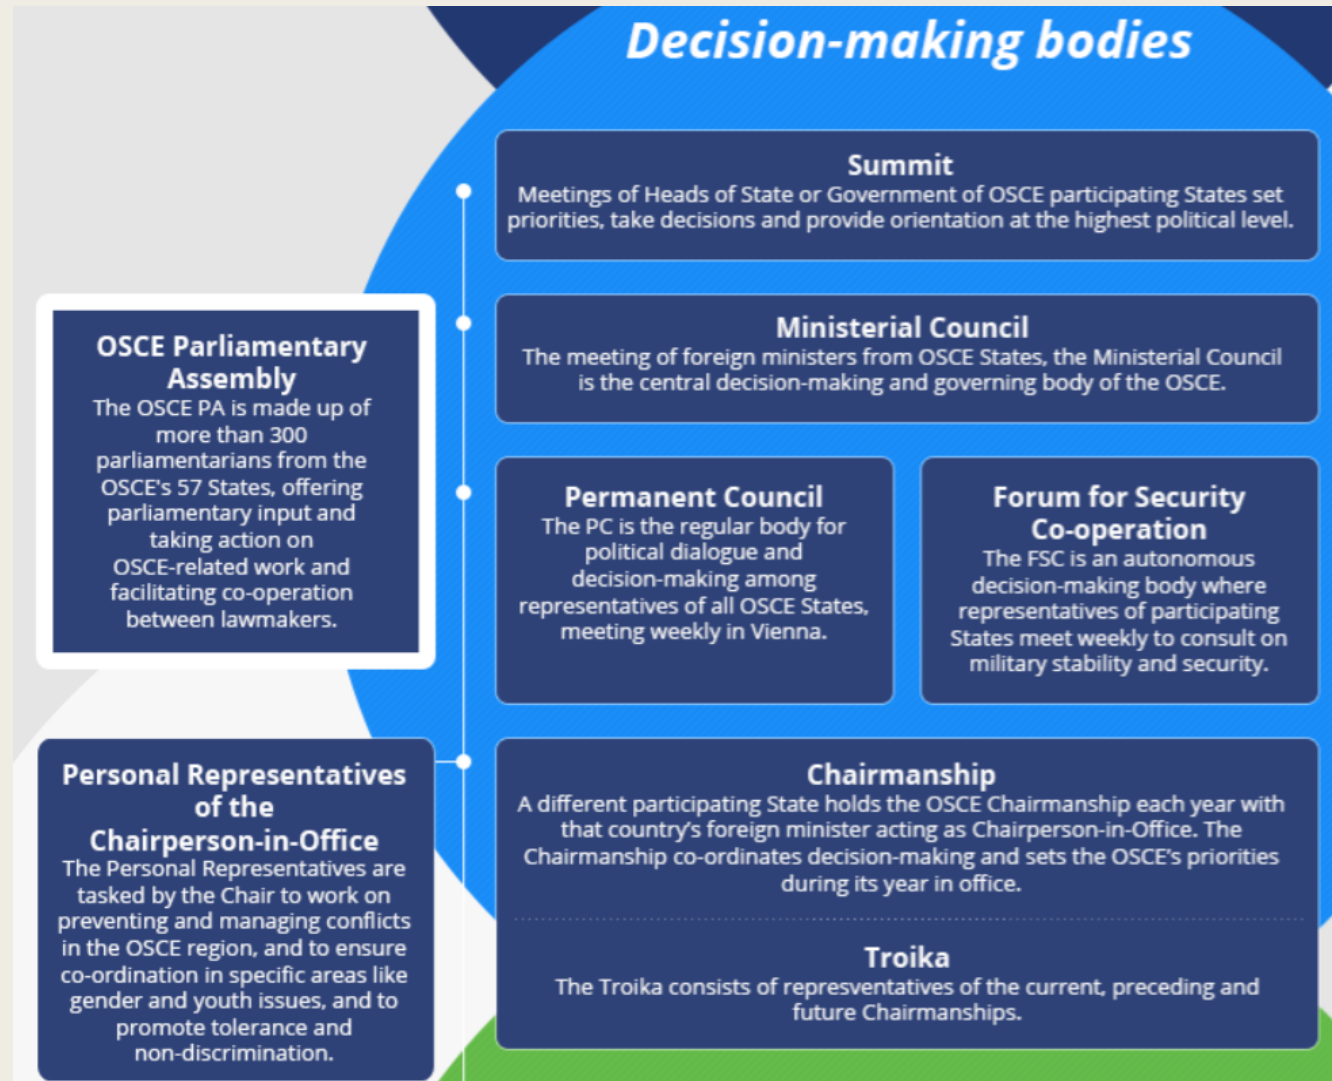 Decision-making bodies
Summit
Meetings of Heads of State or Government of OSCE participating States set
priorities, take decisions and provide orientation at the highest political level.
Ministerial Council
The meeting of foreign ministers from OSCE States, the Ministerial Council
is the central decision-making and governing body of the OSCE.
OSCE Parliamentary
Assembly
The OSCE PA is made up of
more than 300
parliamentarians from the
OSCE's 57 States, offering
parliamentary input and
taking action on
OSCE-related work and
facilitating co-operation
between lawmakers.
Permanent Council
The PC is the regular body for
political dialogue and
decision-making among
representatives of all OSCE States,
meeting weekly in Vienna.
Forum for Security
Co-operation
The FSC is an autonomous
decision-making body where
representatives of participating
States meet weekly to consult on
military stability and security.
Personal Representatives
of the
Chairperson-in-Office
The Personal Representatives are
tasked by the Chair to work on
preventing and managing conflicts
in the OSCE region, and to ensure
co-ordination in specific areas like
gender and youth issues, and to
promote tolerance and
non-discrimination.
Chairmanship
A different participating State holds the OSCE Chairmanship each year with
that country’s foreign minister acting as Chairperson-in-Office. The
Chairmanship co-ordinates decision-making and sets the OSCE’s priorities
during its year in office.
Troika
The Troika consists of represventatives of the current, preceding and
future Chairmanships.